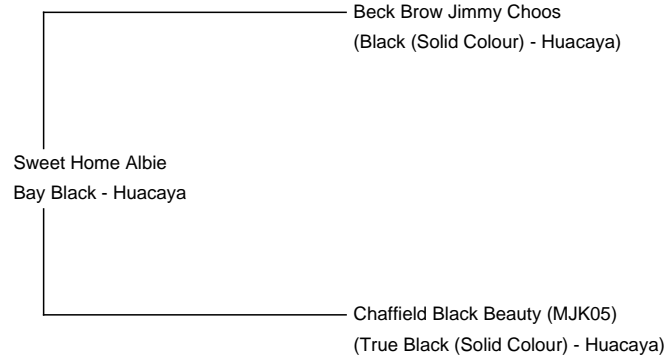 Beck Brow Jimmy Choos
(Black (Solid Colour) - Huacaya)
Sweet Home Albie
Bay Black - Huacaya
Chaffield Black Beauty (MJK05)
(True Black (Solid Colour) - Huacaya)